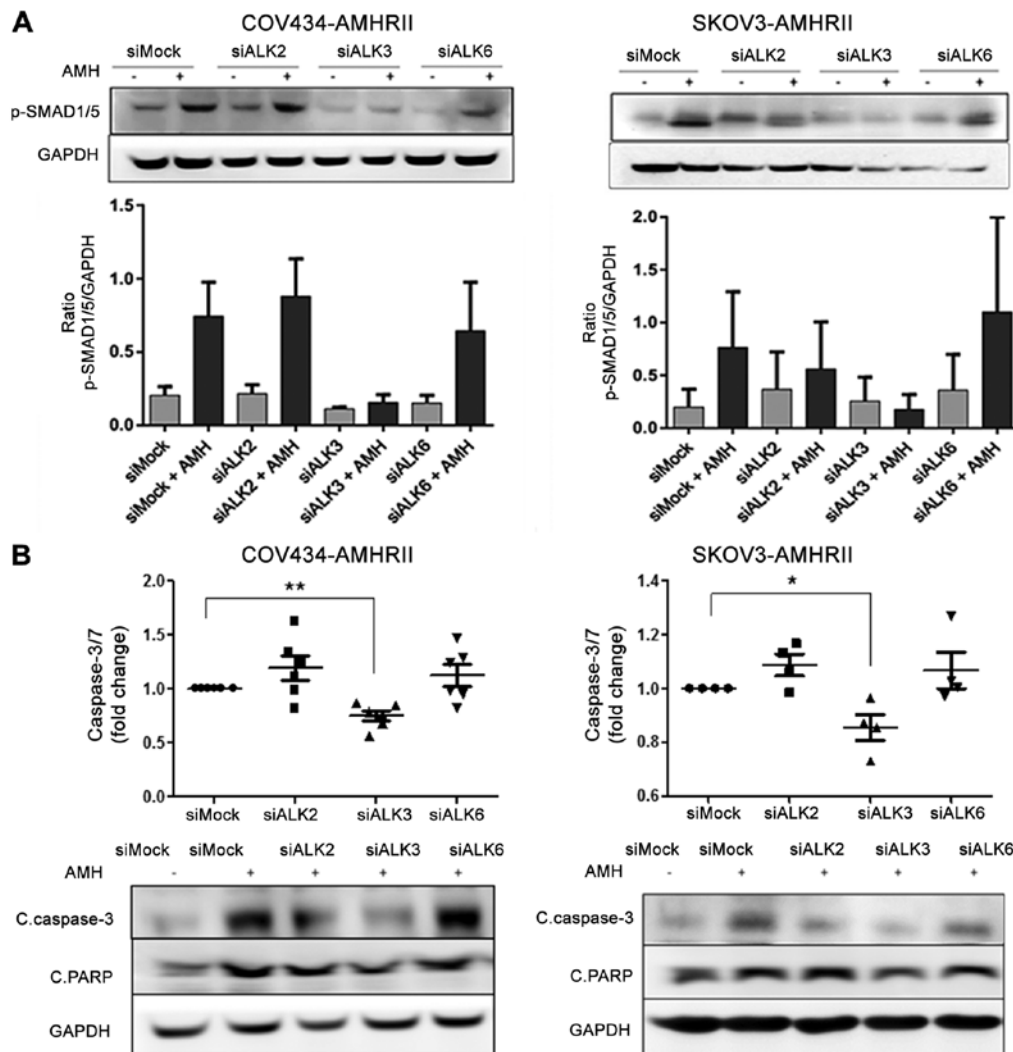 A
COV434-AMHRII
SKOV3-AMHRII
siMock siALK2 siALK3 siALK6
AMH - + - + - + - +
p-SMAD1/5
GAPDH
siMock siALK2 siALK3 siALK6
- + - + - + - +
Ratio
p-SMAD1/5/GAPDH
1.5
1.0
0.5
0.0
siMock
siMock + AMH
siALK2
siALK2 + AMH
siALK3
siALK3 + AMH
siALK6
siALK6 + AMH
Ratio
p-SMAD1/5/GAPDH
2.0
1.5
1.0
0.5
0.0
siMock
siMock + AMH
siALK2
siALK2 + AMH
siALK3
siALK3 + AMH
siALK6
siALK6 + AMH
B
COV434-AMHRII
SKOV3-AMHRII
Caspase-3/7
(fold change)
2.0
1.5
1.0
0.5
0.0
**
siMock siALK2 siALK3 siALK6
Caspase-3/7
(fold change)
1.4
1.2
1.0
0.8
0.6
*
siMock siALK2 siALK3 siALK6
siMock siMock siALK2 siALK3 siALK6
AMH - + + + +
C.caspase-3
C.PARP
GAPDH
siMock siMock siALK2 siALK3 siALK6
AMH - + + + +
C.caspase-3
C.PARP
GAPDH